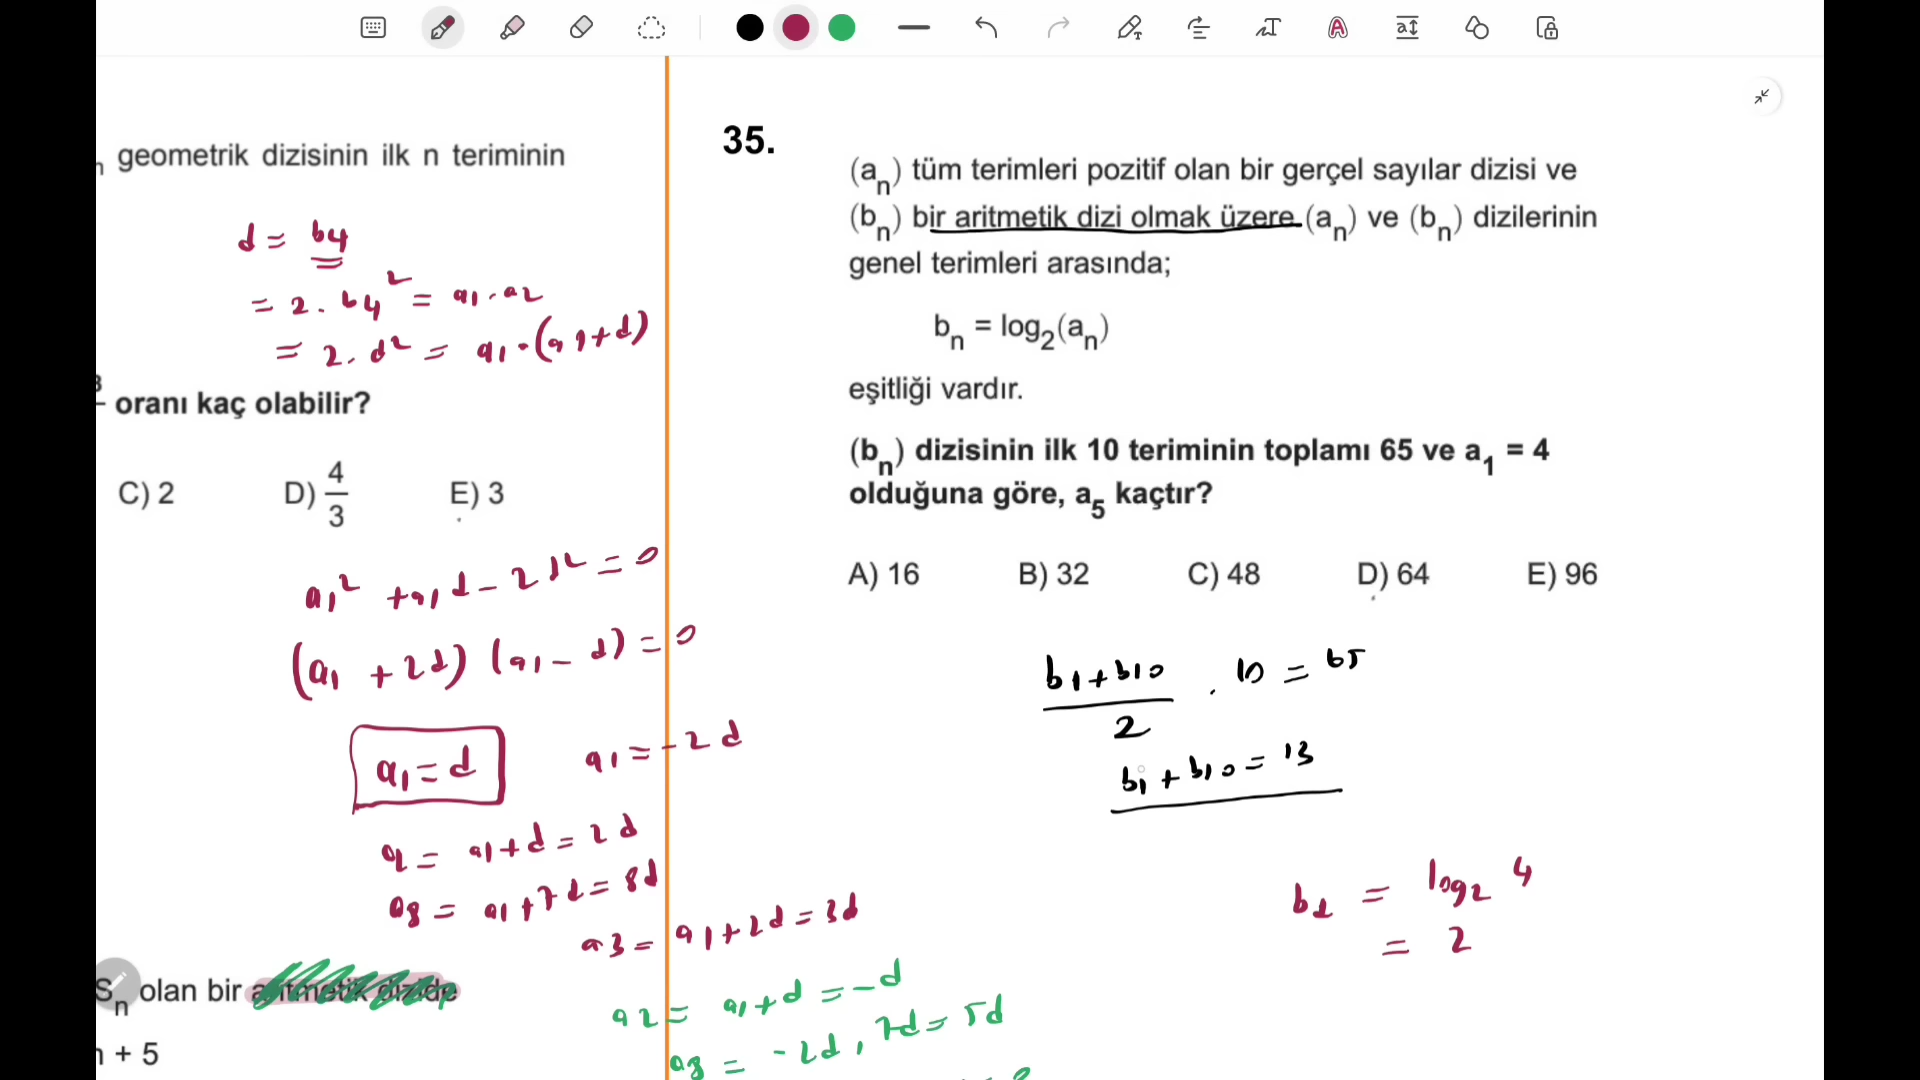 n geometrik dizisinin ilk n teriminin
d = b4
= 2 . b4² = a1 . a2
= 2 . d² = a1 . (a1 + d)
oranı kaç olabilir?
C) 2 D) 4/3 E) 3
a1² + a1 d - 2d² = 0
(a1 + 2d) (a1 - d) = 0
a1 = d a1 = -2d
a2 = a1 + d = 2d
a8 = a1 + 7d = 8d
a3 = a1 + 2d = 3d
Sn olan bir aritmetik dizide
a2 = a1 + d = -d
n + 5
a8 = -2d, 7d = 5d
35.
(an) tüm terimleri pozitif olan bir gerçel sayılar dizisi ve
(bn) bir aritmetik dizi olmak üzere (an) ve (bn) dizilerinin
genel terimleri arasında;
bn = log2(an)
eşitliği vardır.
(bn) dizisinin ilk 10 teriminin toplamı 65 ve a1 = 4
olduğuna göre, a5 kaçtır?
A) 16 B) 32 C) 48 D) 64 E) 96
b1 + b10 / 2 . 10 = 65
b1 + b10 = 13
b1 = log2 4
= 2